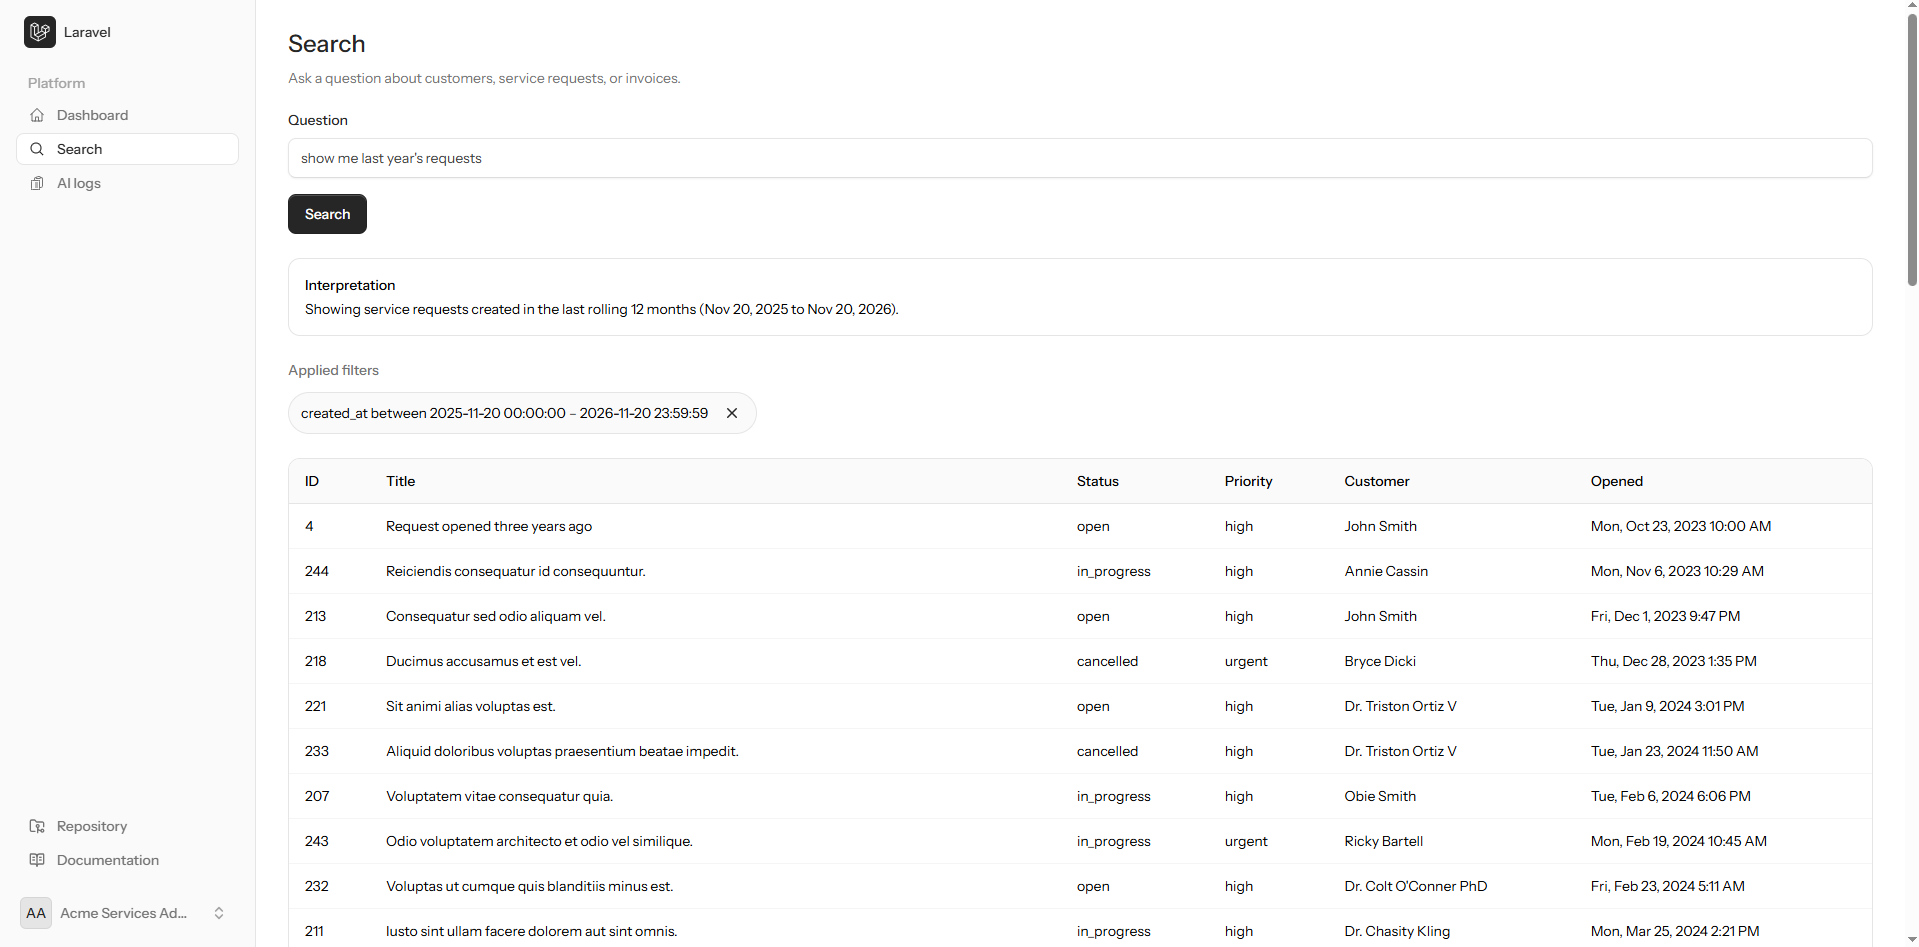 Laravel
Platform
Dashboard
Search
AI logs
Repository
Documentation
AA Acme Services Ad...
Search
Ask a question about customers, service requests, or invoices.
Question
show me last year's requests
Search
Interpretation
Showing service requests created in the last rolling 12 months (Nov 20, 2025 to Nov 20, 2026).
Applied filters
created_at between 2025-11-20 00:00:00 – 2026-11-20 23:59:59
ID Title Status Priority Customer Opened
4 Request opened three years ago open high John Smith Mon, Oct 23, 2023 10:00 AM
244 Reiciendis consequatur id consequuntur. in_progress high Annie Cassin Mon, Nov 6, 2023 10:29 AM
213 Consequatur sed odio aliquam vel. open high John Smith Fri, Dec 1, 2023 9:47 PM
218 Ducimus accusamus et est vel. cancelled urgent Bryce Dicki Thu, Dec 28, 2023 1:35 PM
221 Sit animi alias voluptas est. open high Dr. Triston Ortiz V Tue, Jan 9, 2024 3:01 PM
233 Aliquid doloribus voluptas praesentium beatae impedit. cancelled high Dr. Triston Ortiz V Tue, Jan 23, 2024 11:50 AM
207 Voluptatem vitae consequatur quia. in_progress high Obie Smith Tue, Feb 6, 2024 6:06 PM
243 Odio voluptatem architecto et odio vel similique. in_progress urgent Ricky Bartell Mon, Feb 19, 2024 10:45 AM
232 Voluptas ut cumque quis blanditiis minus est. open high Dr. Colt O'Conner PhD Fri, Feb 23, 2024 5:11 AM
211 Iusto sint ullam facere dolorem aut sint omnis. in_progress high Dr. Chasity Kling Mon, Mar 25, 2024 2:21 PM